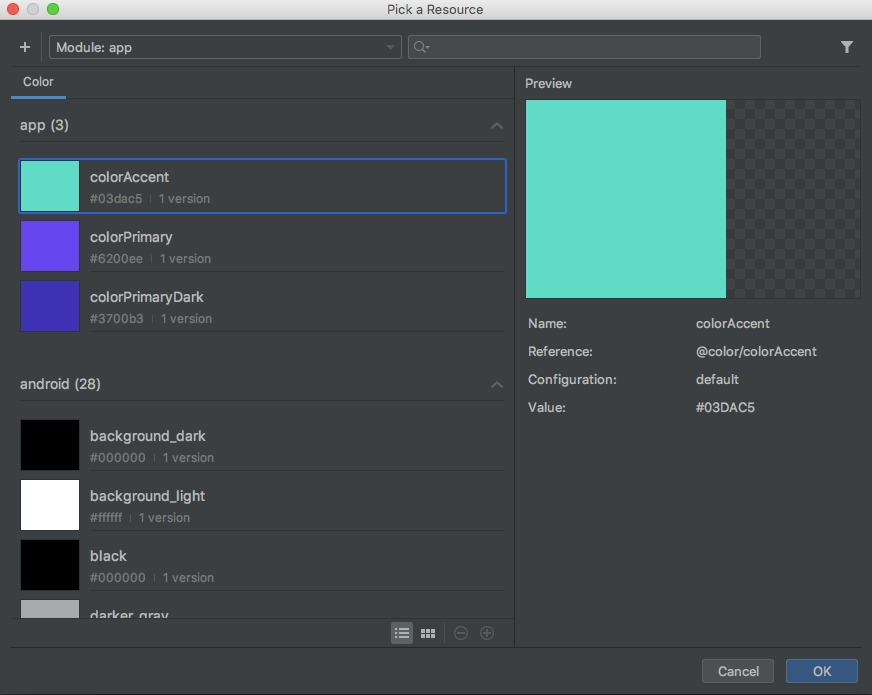 Pick a Resource
Module: app
Color
app (3)
colorAccent
#03dac5 | 1 version
colorPrimary
#6200ee | 1 version
colorPrimaryDark
#3700b3 | 1 version
android (28)
background_dark
#000000 | 1 version
background_light
#ffffff | 1 version
black
#000000 | 1 version
darker_gray
Preview
Name: colorAccent
Reference: @color/colorAccent
Configuration: default
Value: #03DAC5
Cancel OK